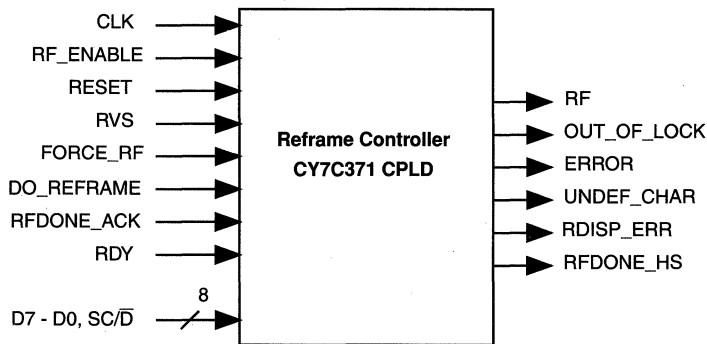 CLK
RF_ENABLE
RESET
RVS
FORCE_RF
DO_REFRAME
RFDONE_ACK
RDY
8
D7 - D0, SC/D̅
Reframe Controller
CY7C371 CPLD
RF
OUT_OF_LOCK
ERROR
UNDEF_CHAR
RDISP_ERR
RFDONE_HS